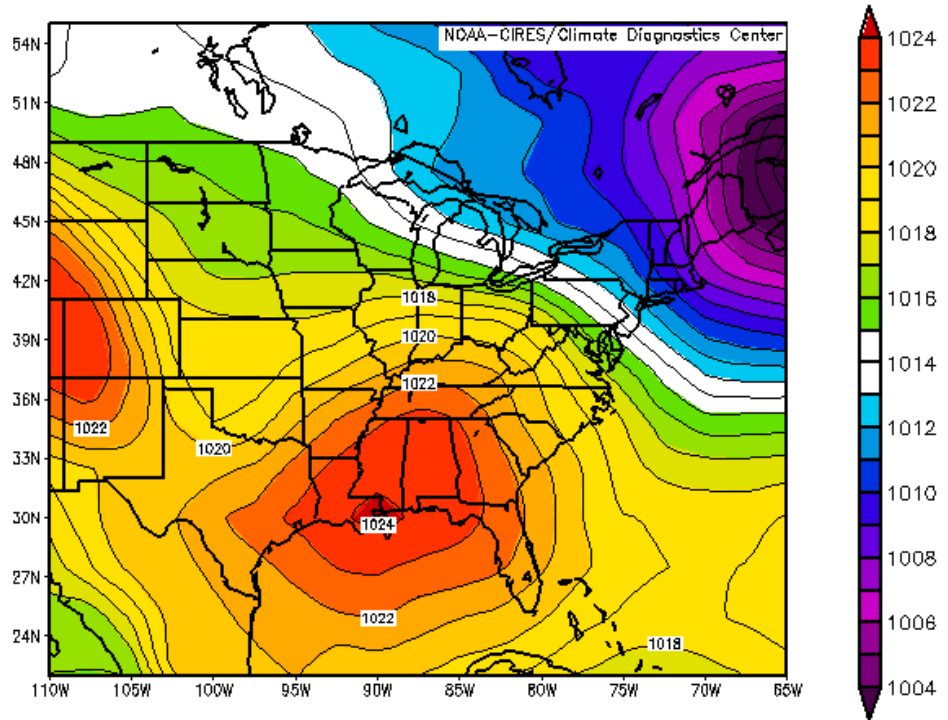 NOAA-CIRES/Climate Diagnostics Center
54N
51N
48N
45N
42N
39N
36N
33N
30N
27N
24N
1018
1020
1022
1022
1020
1024
1022
1018
110W 105W 100W 95W 90W 85W 80W 75W 70W 65W
1024
1022
1020
1018
1016
1014
1012
1010
1008
1006
1004